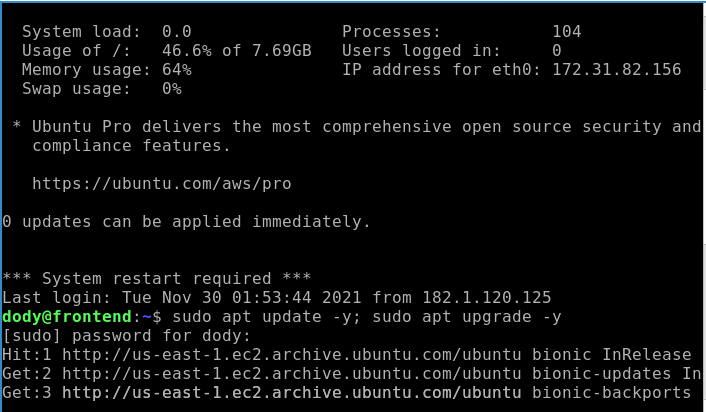 System load:  0.0               Processes:           104
Usage of /:   46.6% of 7.69GB   Users logged in:     0
Memory usage: 64%               IP address for eth0: 172.31.82.156
Swap usage:   0%
* Ubuntu Pro delivers the most comprehensive open source security and
compliance features.
https://ubuntu.com/aws/pro
0 updates can be applied immediately.
*** System restart required ***
Last login: Tue Nov 30 01:53:44 2021 from 182.1.120.125
dody@frontend:~$ sudo apt update -y; sudo apt upgrade -y
[sudo] password for dody:
Hit:1 http://us-east-1.ec2.archive.ubuntu.com/ubuntu bionic InRelease
Get:2 http://us-east-1.ec2.archive.ubuntu.com/ubuntu bionic-updates In
Get:3 http://us-east-1.ec2.archive.ubuntu.com/ubuntu bionic-backports